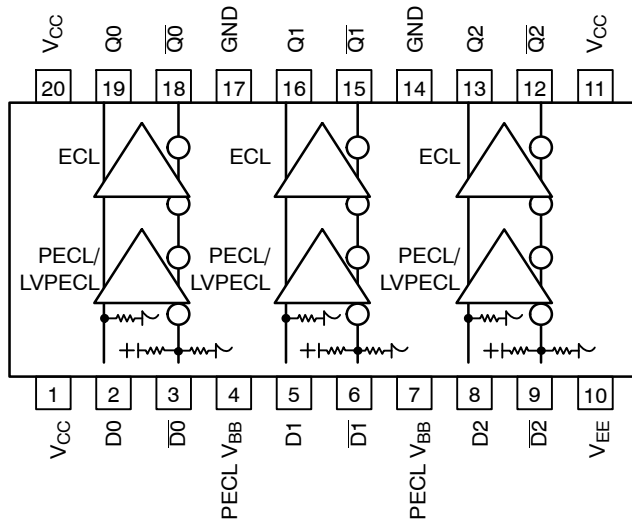 VCC Q0 Q0 GND Q1 Q1 GND Q2 Q2 VCC
20 19 18 17 16 15 14 13 12 11
ECL ECL ECL
PECL/ PECL/ PECL/
LVPECL LVPECL LVPECL
1 2 3 4 5 6 7 8 9 10
VCC D0 D0 PECL VBB D1 D1 PECL VBB D2 D2 VEE